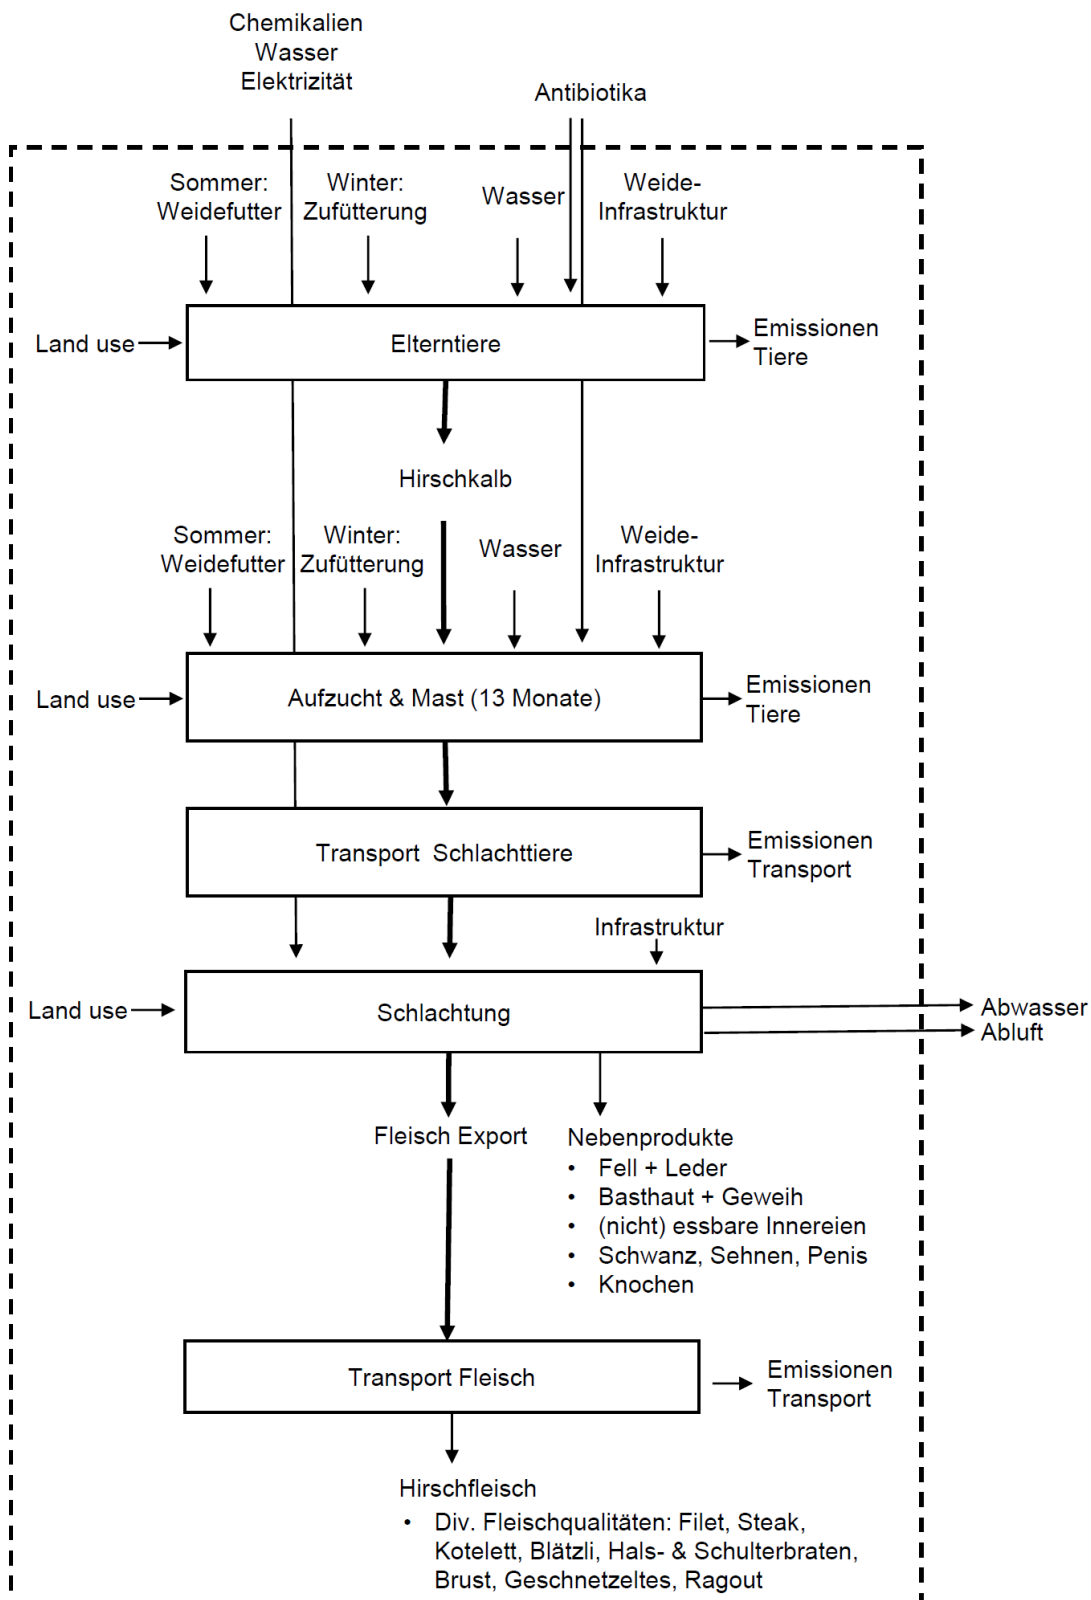 Chemikalien
Wasser
Elektrizität
Antibiotika
Sommer:
Weidefutter
Winter:
Zufütterung
Wasser
Weide-
Infrastruktur
Land use
Elterntiere
Emissionen
Tiere
Hirschkalb
Sommer:
Weidefutter
Winter:
Zufütterung
Wasser
Weide-
Infrastruktur
Land use
Aufzucht & Mast (13 Monate)
Emissionen
Tiere
Transport Schlachttiere
Emissionen
Transport
Infrastruktur
Land use
Schlachtung
Abwasser
Abluft
Fleisch Export
Nebenprodukte
• Fell + Leder
• Basthaut + Geweih
• (nicht) essbare Innereien
• Schwanz, Sehnen, Penis
• Knochen
Transport Fleisch
Emissionen
Transport
Hirschfleisch
• Div. Fleischqualitäten: Filet, Steak,
Kotelett, Blätzli, Hals- & Schulterbraten,
Brust, Geschnetzeltes, Ragout